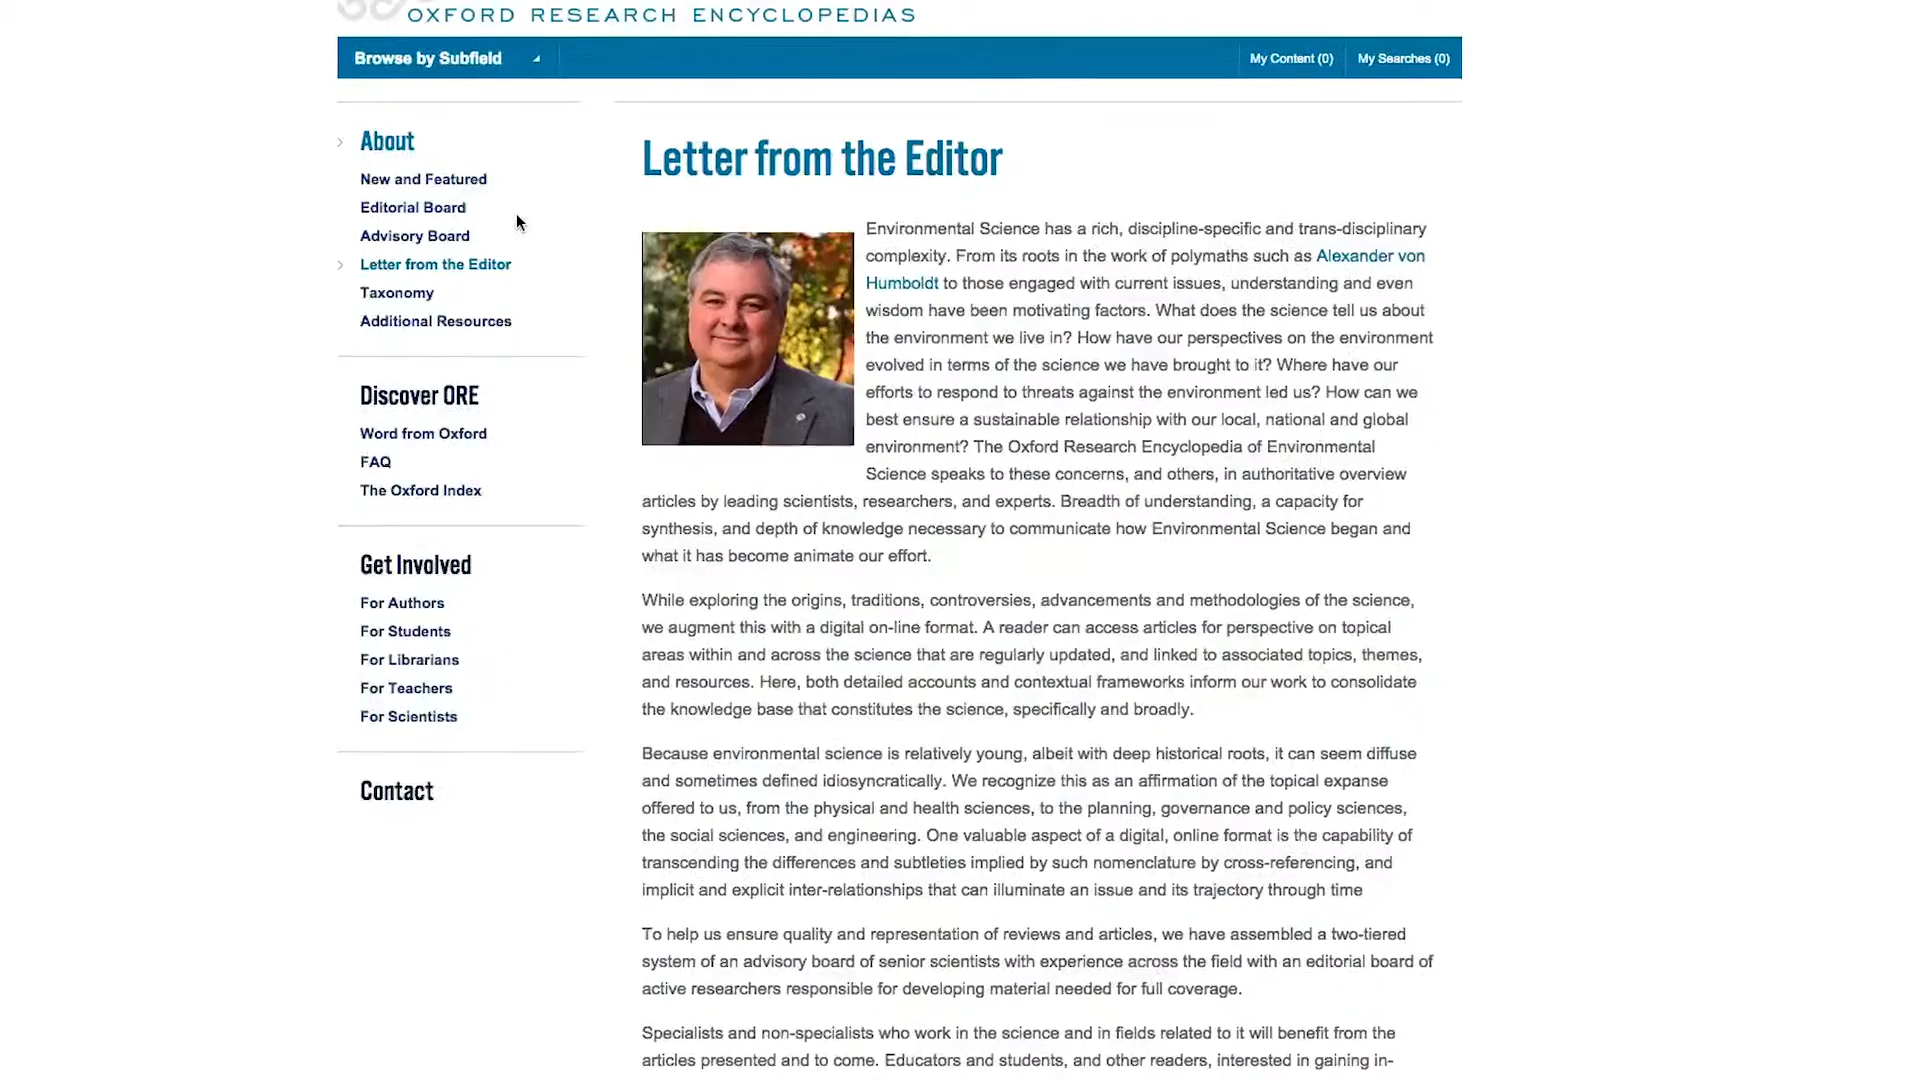 OXFORD RESEARCH ENCYCLOPEDIAS
Browse by Subfield
My Content (0)
My Searches (0)
About
New and Featured
Editorial Board
Advisory Board
Letter from the Editor
Taxonomy
Additional Resources
Discover ORE
Word from Oxford
FAQ
The Oxford Index
Get Involved
For Authors
For Students
For Librarians
For Teachers
For Scientists
Contact
Letter from the Editor
Environmental Science has a rich, discipline-specific and trans-disciplinary
complexity. From its roots in the work of polymaths such as Alexander von
Humboldt to those engaged with current issues, understanding and even
wisdom have been motivating factors. What does the science tell us about
the environment we live in? How have our perspectives on the environment
evolved in terms of the science we have brought to it? Where have our
efforts to respond to threats against the environment led us? How can we
best ensure a sustainable relationship with our local, national and global
environment? The Oxford Research Encyclopedia of Environmental
Science speaks to these concerns, and others, in authoritative overview
articles by leading scientists, researchers, and experts. Breadth of understanding, a capacity for
synthesis, and depth of knowledge necessary to communicate how Environmental Science began and
what it has become animate our effort.
While exploring the origins, traditions, controversies, advancements and methodologies of the science,
we augment this with a digital on-line format. A reader can access articles for perspective on topical
areas within and across the science that are regularly updated, and linked to associated topics, themes,
and resources. Here, both detailed accounts and contextual frameworks inform our work to consolidate
the knowledge base that constitutes the science, specifically and broadly.
Because environmental science is relatively young, albeit with deep historical roots, it can seem diffuse
and sometimes defined idiosyncratically. We recognize this as an affirmation of the topical expanse
offered to us, from the physical and health sciences, to the planning, governance and policy sciences,
the social sciences, and engineering. One valuable aspect of a digital, online format is the capability of
transcending the differences and subtleties implied by such nomenclature by cross-referencing, and
implicit and explicit inter-relationships that can illuminate an issue and its trajectory through time
To help us ensure quality and representation of reviews and articles, we have assembled a two-tiered
system of an advisory board of senior scientists with experience across the field with an editorial board of
active researchers responsible for developing material needed for full coverage.
Specialists and non-specialists who work in the science and in fields related to it will benefit from the
articles presented and to come. Educators and students, and other readers, interested in gaining in-